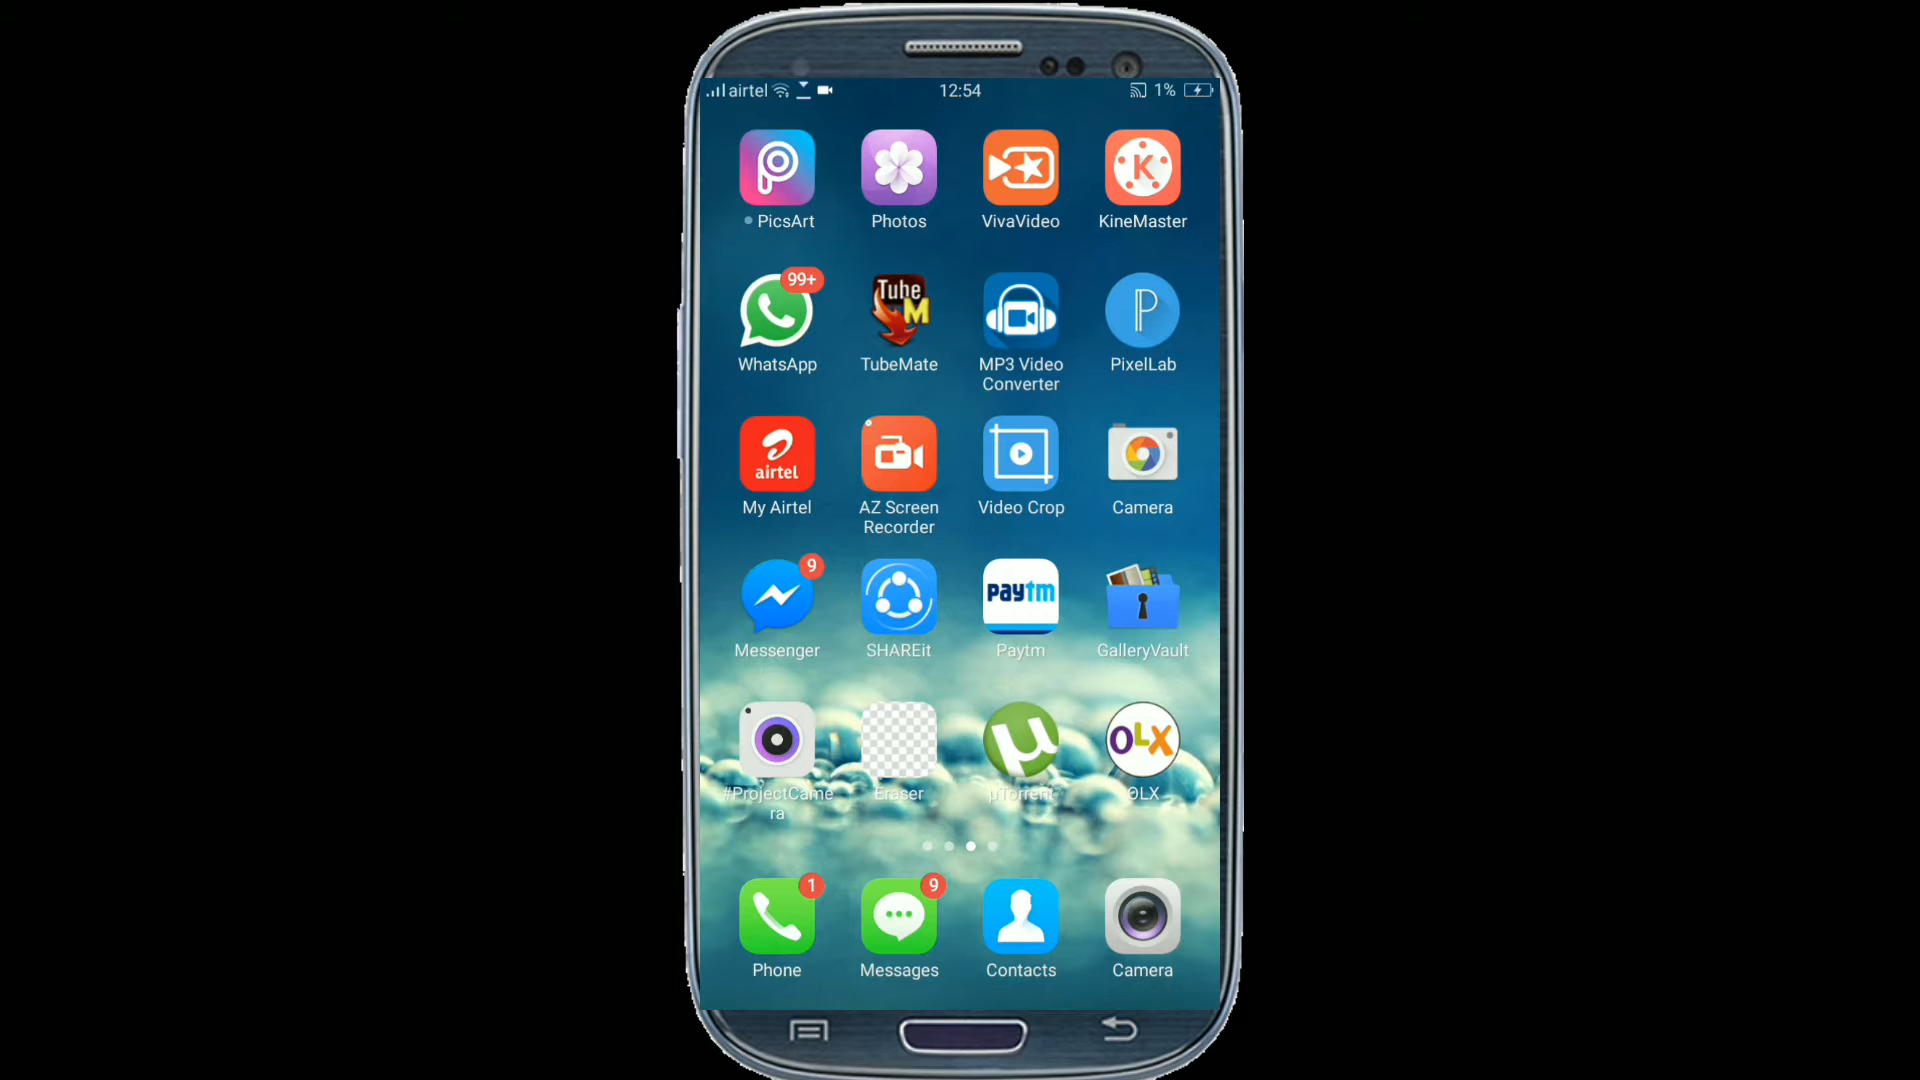 airtel 12:54 1%
PicsArt Photos VivaVideo KineMaster
K
99+
Tube
M
P
WhatsApp TubeMate MP3 Video PixelLab
Converter
airtel
My Airtel AZ Screen Video Crop Camera
Recorder
9
paytm
Messenger SHAREit Paytm GalleryVault
µ OLX
#ProjectCame Eraser µTorrent OLX
ra
1 9
Phone Messages Contacts Camera